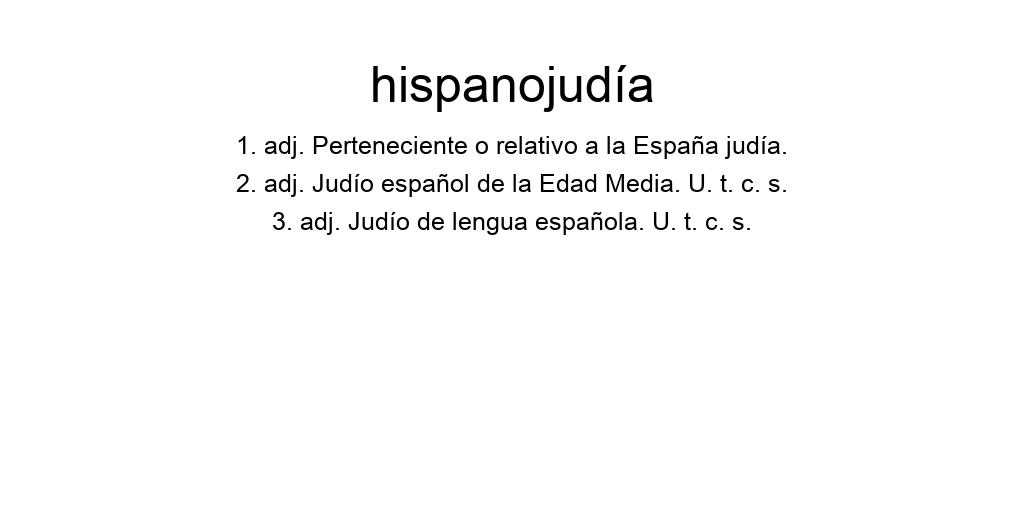 hispanojudía
1. adj. Perteneciente o relativo a la España judía.
2. adj. Judío español de la Edad Media. U. t. c. s.
3. adj. Judío de lengua española. U. t. c. s.